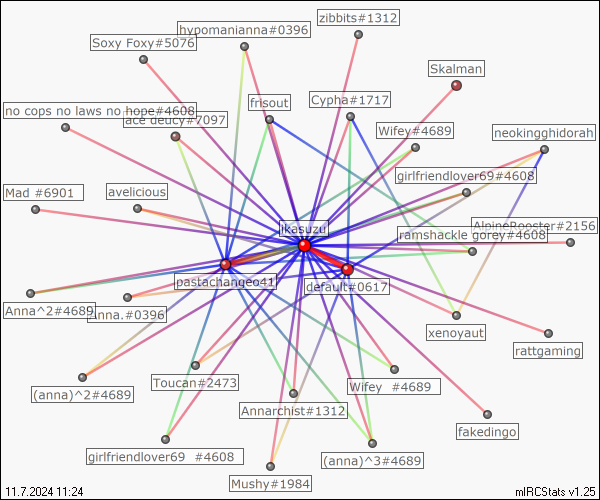 zibbits#1312
hypomanianna#0396
Soxy Foxy#5076
Skalman
frisout
Cypha#1717
no cops no laws no hope#4608
ace deucy#7097
Wifey#4689
neokingghidorah
girlfriendlover69#4608
Mad #6901
avelicious
AlpineRooster#2156
ikasuzu
ramshackle gorey#4608
pastachangeo41
default#0617
Anna^2#4689
Anna.#0396
xenoyaut
rattgaming
(anna)^2#4689
Toucan#2473
Wifey #4689
Annarchist#1312
fakedingo
girlfriendlover69 #4608
(anna)^3#4689
Mushy#1984
11.7.2024 11:24
mIRCStats v1.25